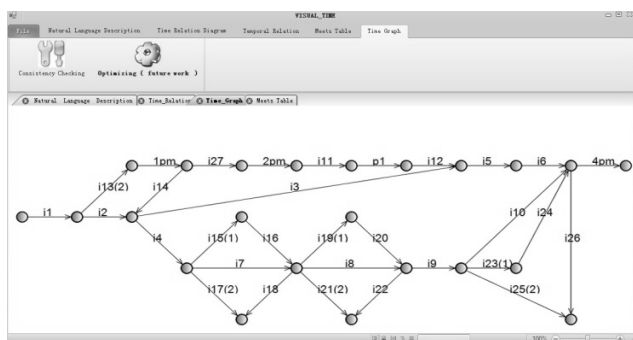 VISUAL_TIME
File Natural Language Description Time Relation Diagram Temporal Relation Meets Table Time Graph
Consistency Checking Optimizing ( future work )
Natural Language Description Time_Relation Time_Graph Meets Table
1pm i27 2pm i11 p1 i12 i5 i6 4pm
i13(2) i14 i3
i1 i2 i10 i24
i4 i15(1) i16 i19(1) i20 i26
i7 i8 i9 i23(1)
i17(2) i18 i21(2) i22 i25(2)
100%